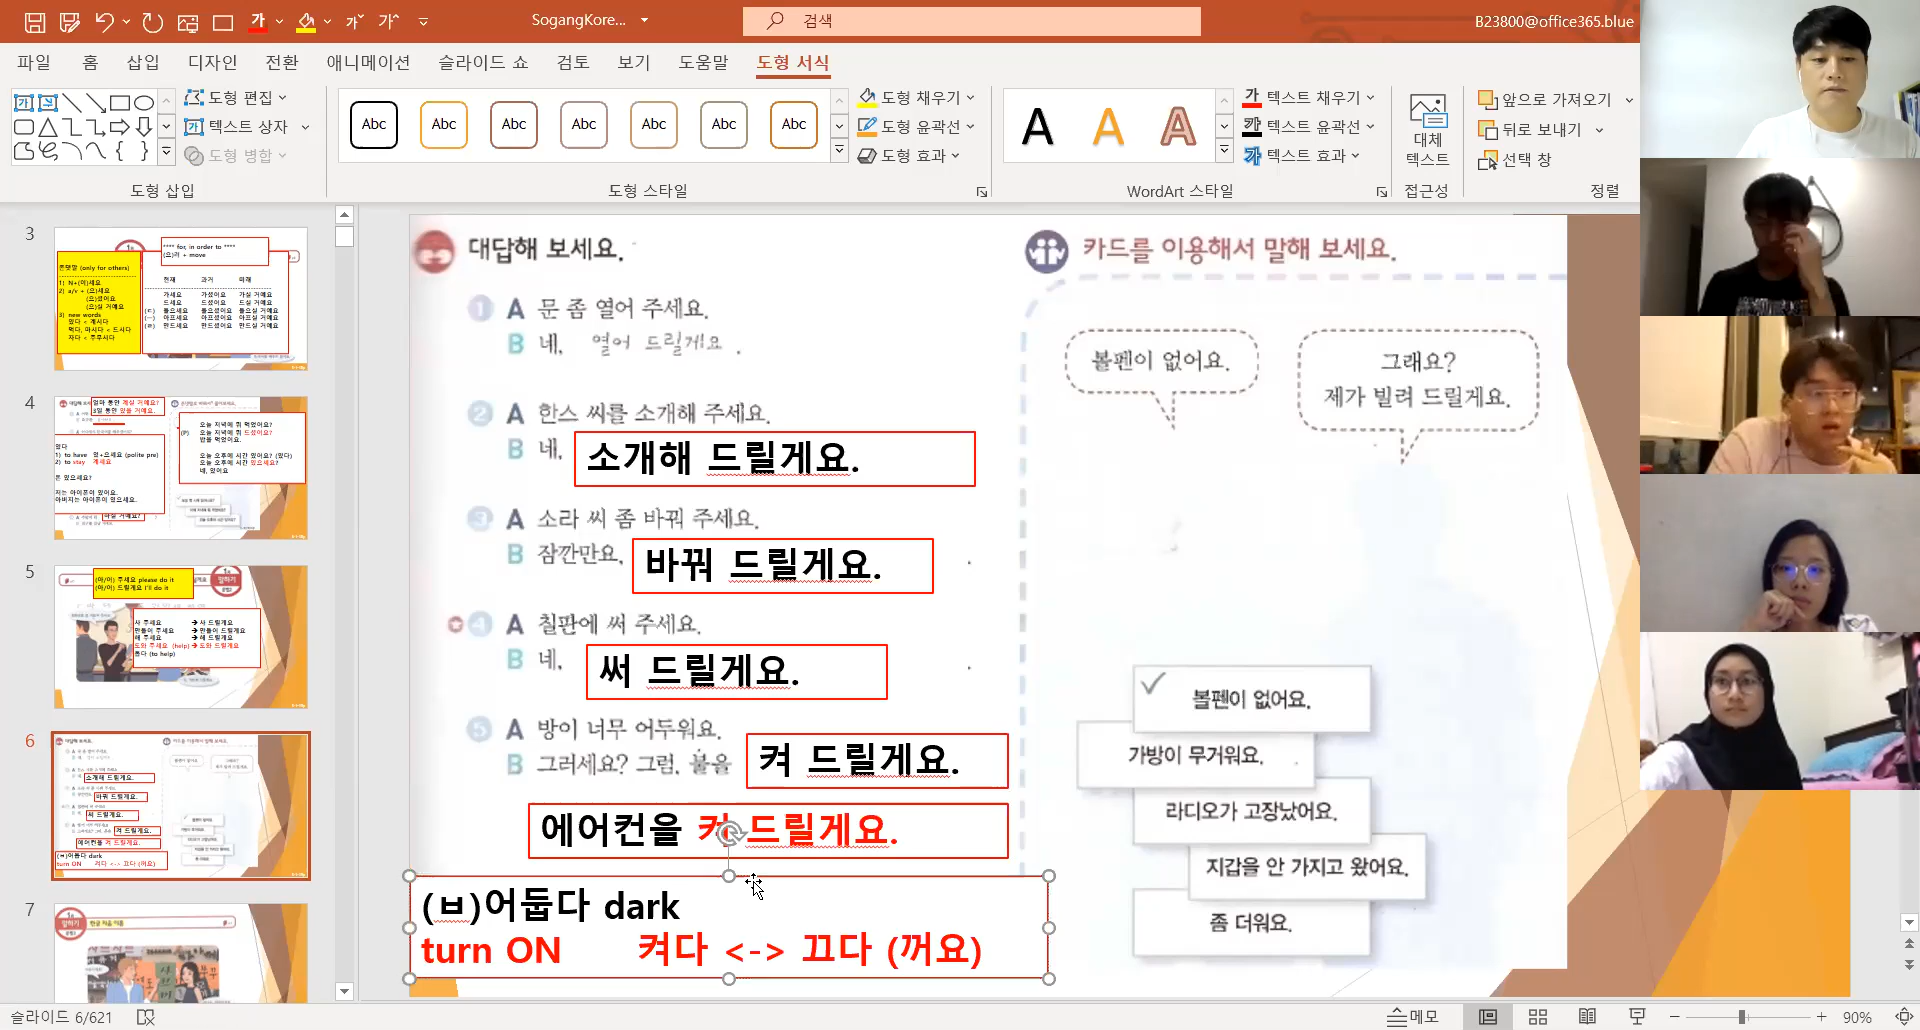 SogangKore...
검색
B23800@office365.blue
파일 홈 삽입 디자인 전환 애니메이션 슬라이드 쇼 검토 보기 도움말 도형 서식
도형 편집
텍스트 상자
도형 병합
도형 삽입
Abc Abc Abc Abc Abc Abc Abc
도형 채우기
도형 윤곽선
도형 효과
도형 스타일
A A A
텍스트 채우기
텍스트 윤곽선
텍스트 효과
WordArt 스타일
대체
텍스트
접근성
앞으로 가져오기
뒤로 보내기
선택 창
정렬
3
4
5
6
7
대답해 보세요.
1 A 문 좀 열어 주세요.
B 네, 열어 드릴게요.
2 A 한스 씨를 소개해 주세요.
B 네, 소개해 드릴게요.
3 A 소라 씨 좀 바꿔 주세요.
B 잠깐만요, 바꿔 드릴게요.
4 A 칠판에 써 주세요.
B 네, 써 드릴게요.
5 A 방이 너무 어두워요.
B 그러세요? 그럼, 불을 켜 드릴게요.
에어컨을 켜 드릴게요.
(ㅂ)어둡다 dark
turn ON 켜다 <-> 끄다 (꺼요)
카드를 이용해서 말해 보세요.
볼펜이 없어요.
그래요?
제가 빌려 드릴게요.
볼펜이 없어요.
가방이 무거워요.
라디오가 고장났어요.
지갑을 안 가지고 왔어요.
좀 더워요.
슬라이드 6/621
메모
90%